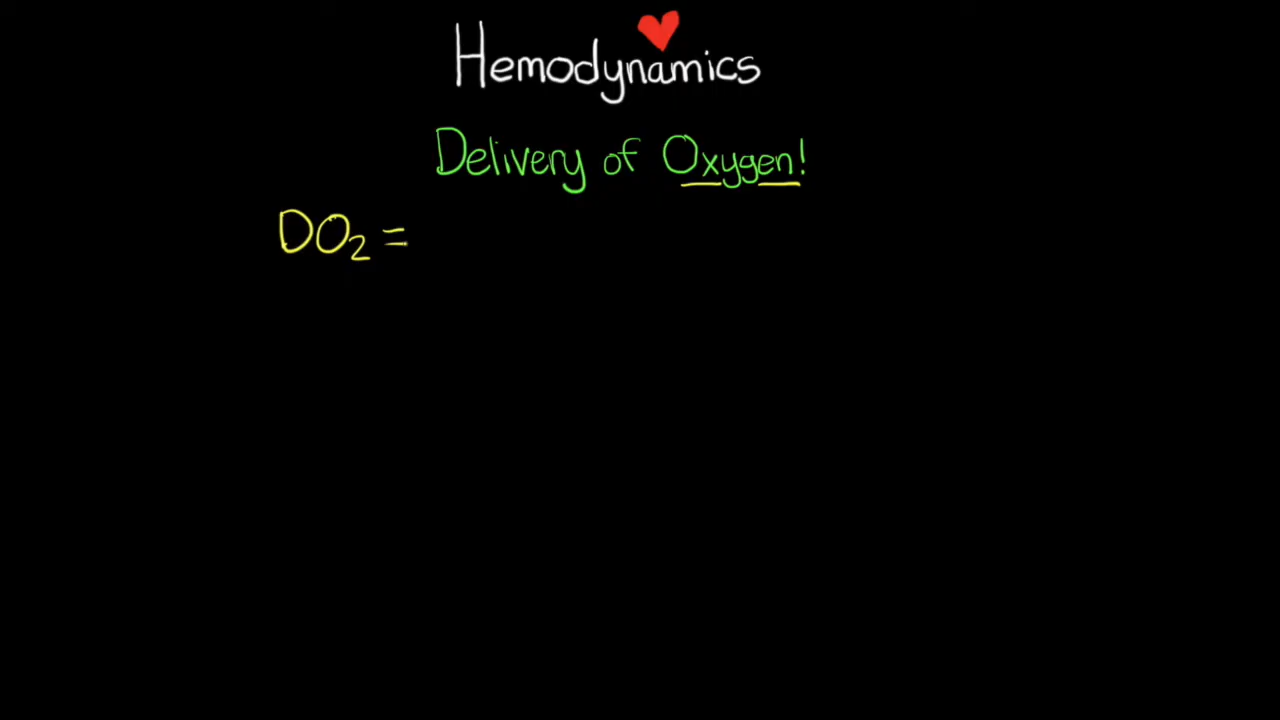 Hemodynamics
Delivery of Oxygen!
DO₂ =